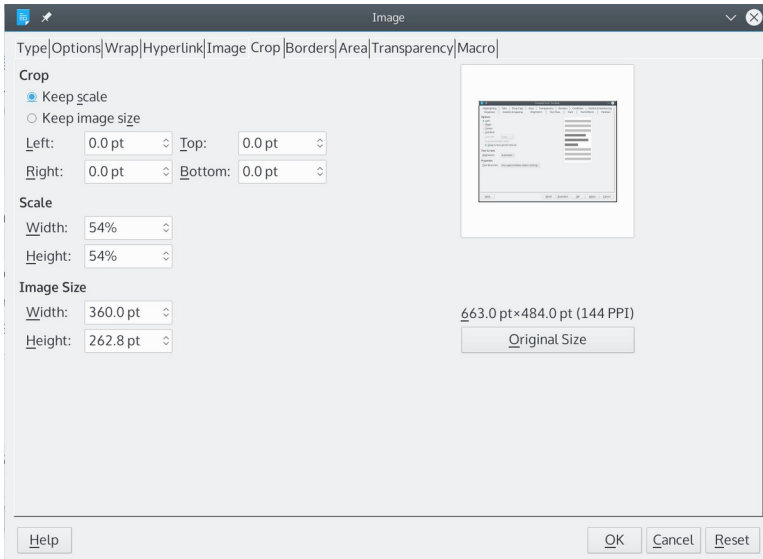 Image
Type Options Wrap Hyperlink Image Crop Borders Area Transparency Macro
Crop
Keep scale
Keep image size
Left: 0.0 pt Top: 0.0 pt
Right: 0.0 pt Bottom: 0.0 pt
Scale
Width: 54%
Height: 54%
Image Size
Width: 360.0 pt
Height: 262.8 pt
663.0 pt×484.0 pt (144 PPI)
Original Size
Help OK Cancel Reset